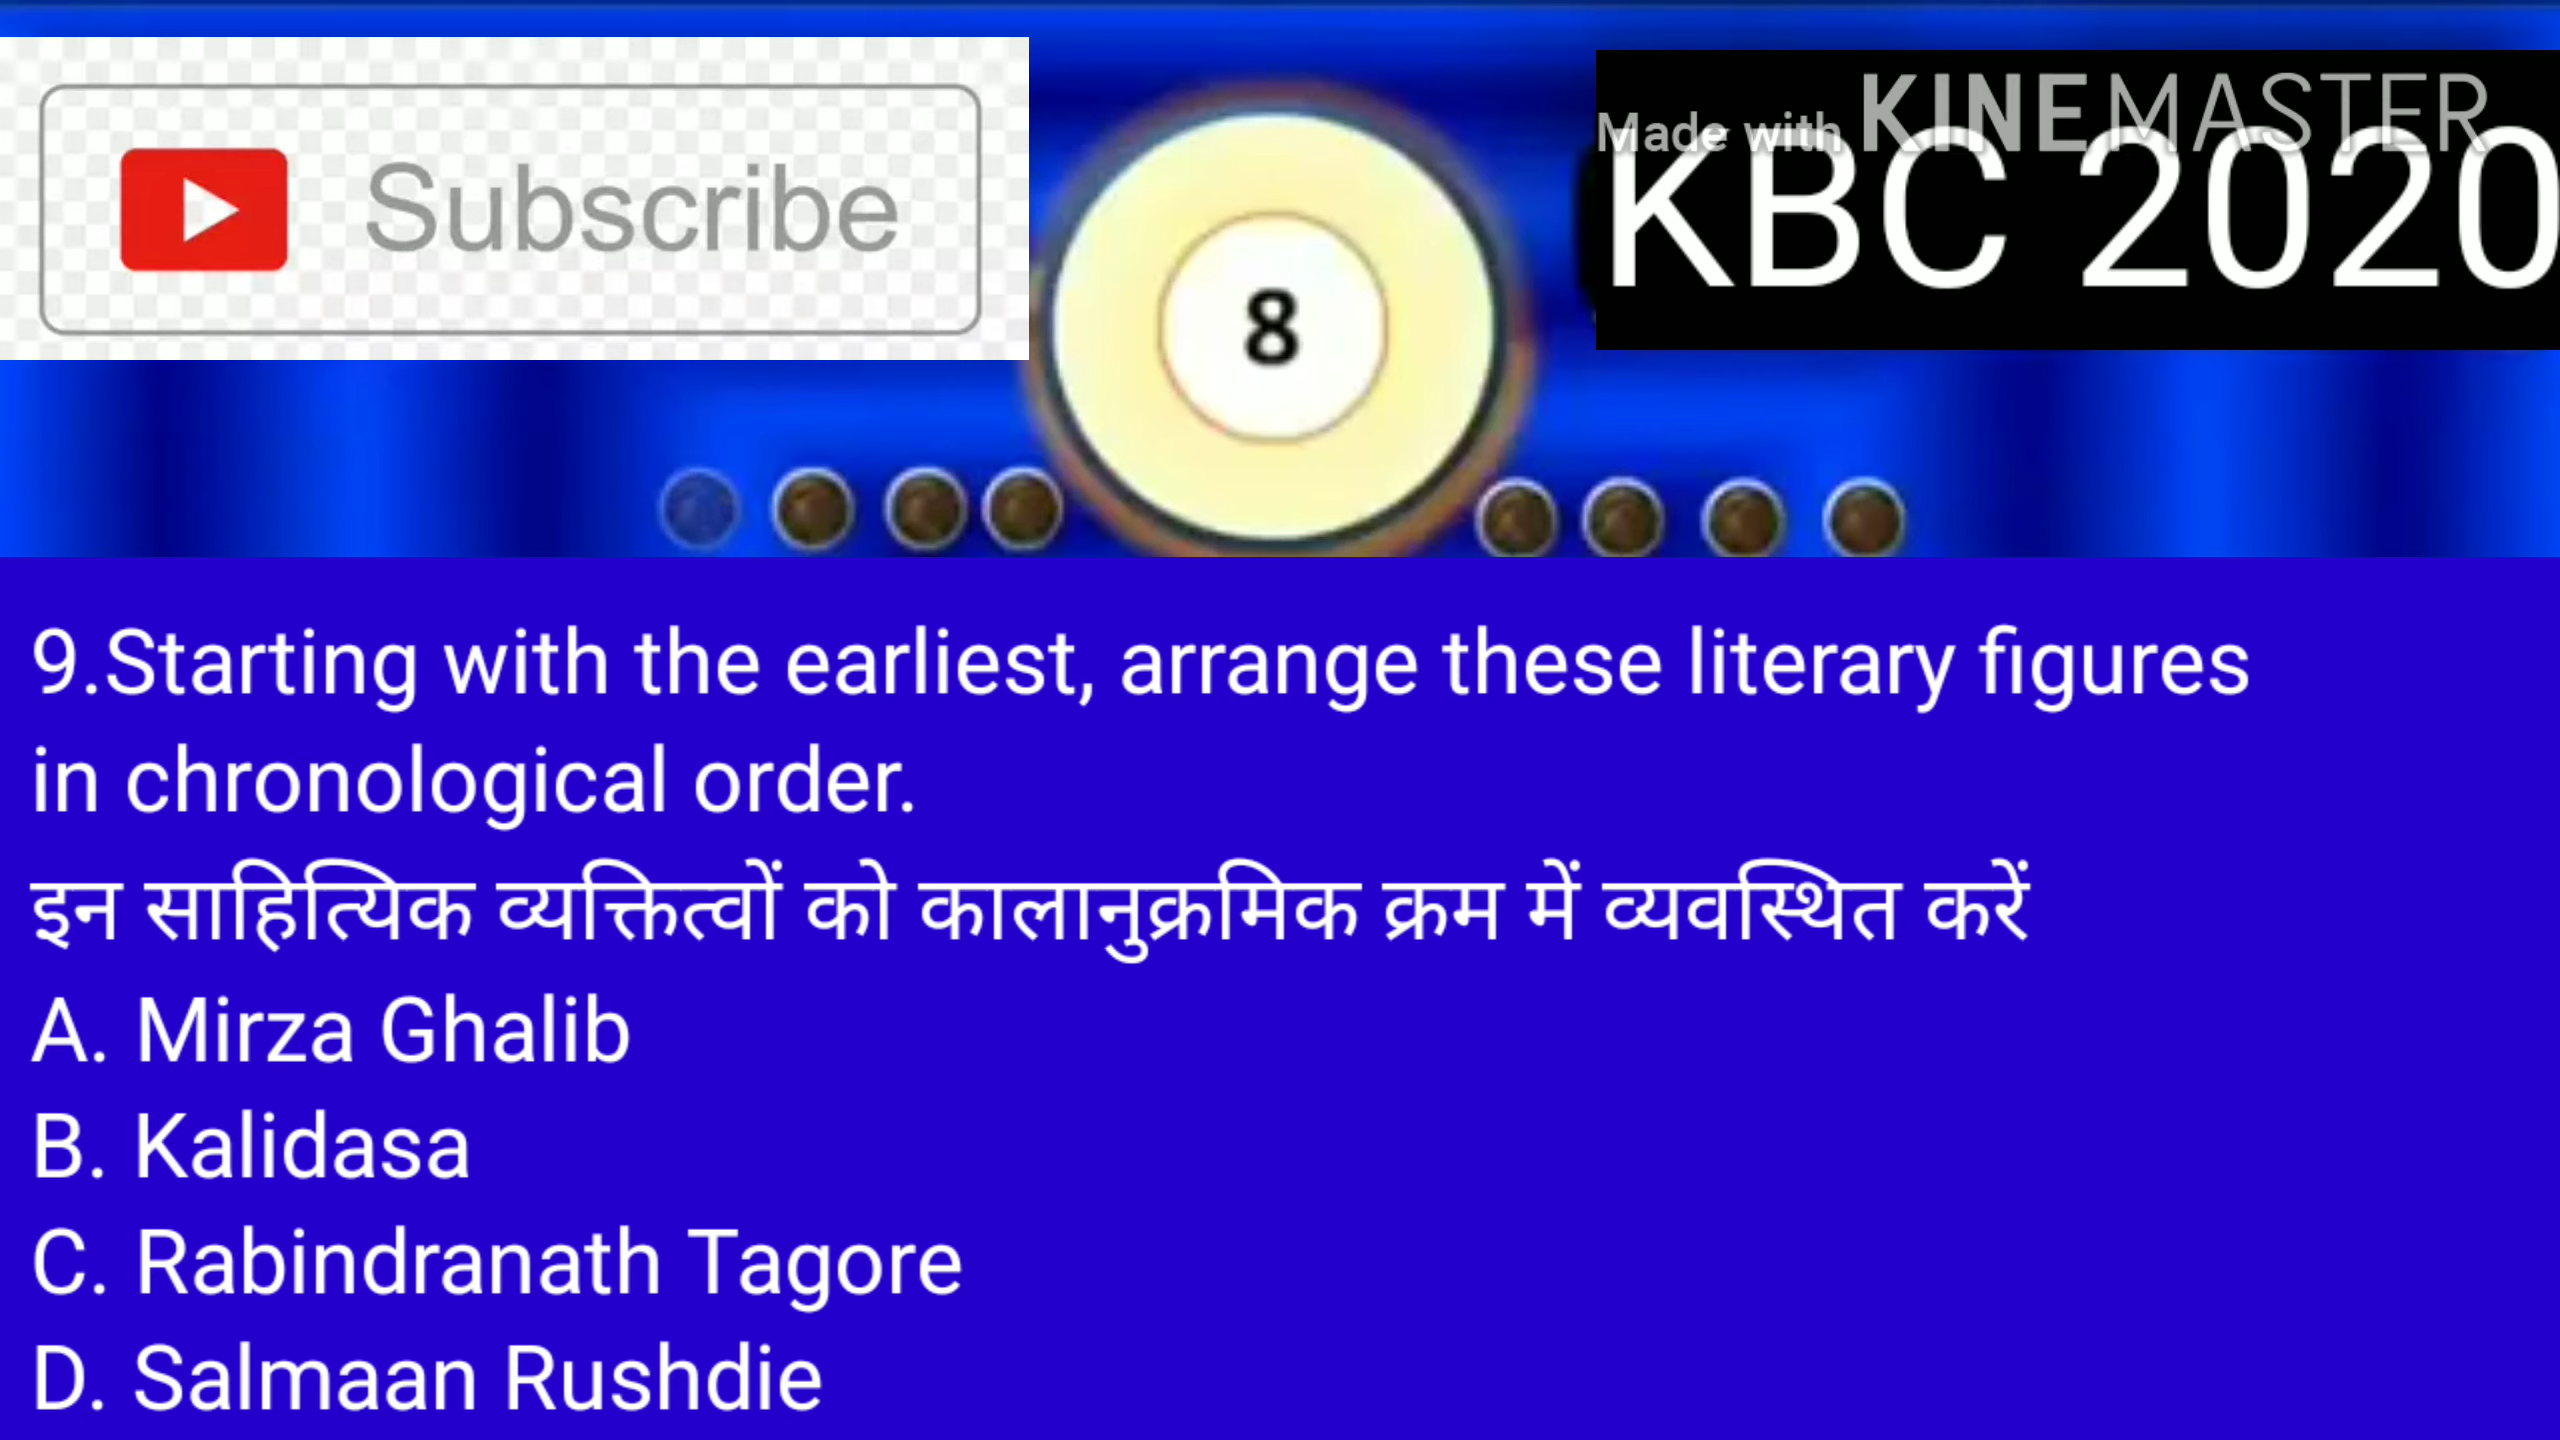 Subscribe
Made with KINEMASTER
KBC 2020
8
9.Starting with the earliest, arrange these literary figures
in chronological order.
इन साहित्यिक व्यक्तित्वों को कालानुक्रमिक क्रम में व्यवस्थित करें
A. Mirza Ghalib
B. Kalidasa
C. Rabindranath Tagore
D. Salmaan Rushdie